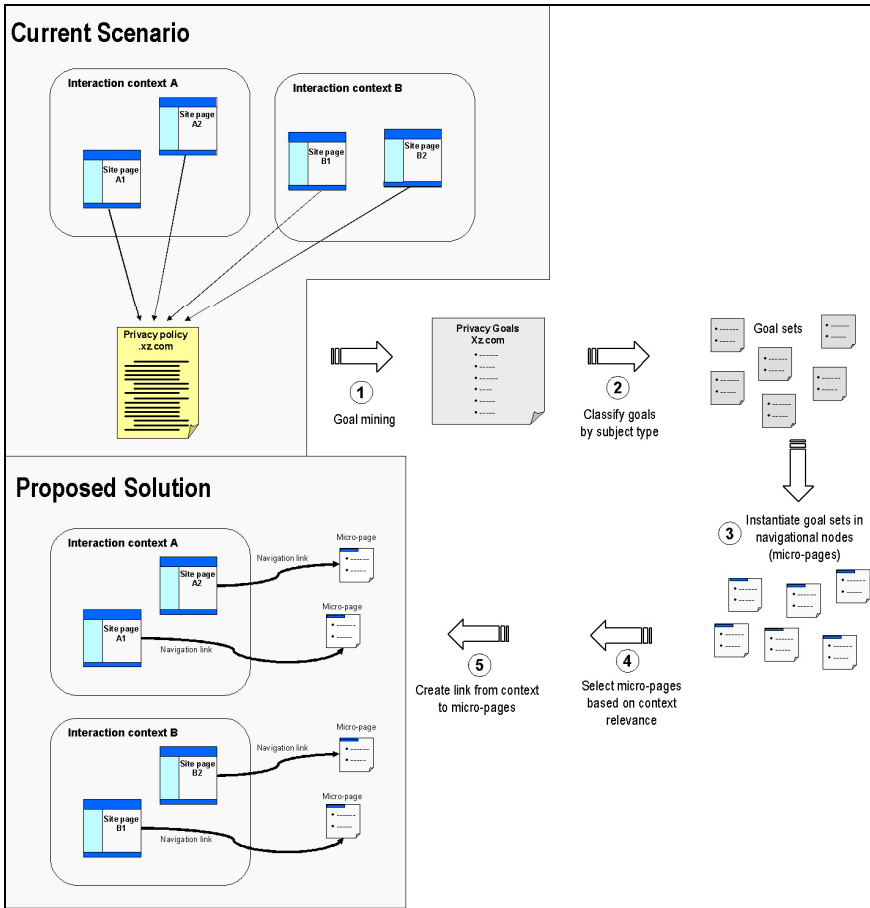 Current Scenario
Interaction context A
Site page
A2
Site page
A1
Interaction context B
Site page
B1
Site page
B2
Privacy policy
.xz.com
1
Goal mining
Privacy Goals
Xz.com
2
Classify goals
by subject type
Goal sets
3
Instantiate goal sets in
navigational nodes
(micro-pages)
4
Select micro-pages
based on context
relevance
5
Create link from context
to micro-pages
Proposed Solution
Interaction context A
Site page
A2
Navigation link
Micro-page
Site page
A1
Navigation link
Micro-page
Interaction context B
Site page
B2
Navigation link
Micro-page
Site page
B1
Navigation link
Micro-page